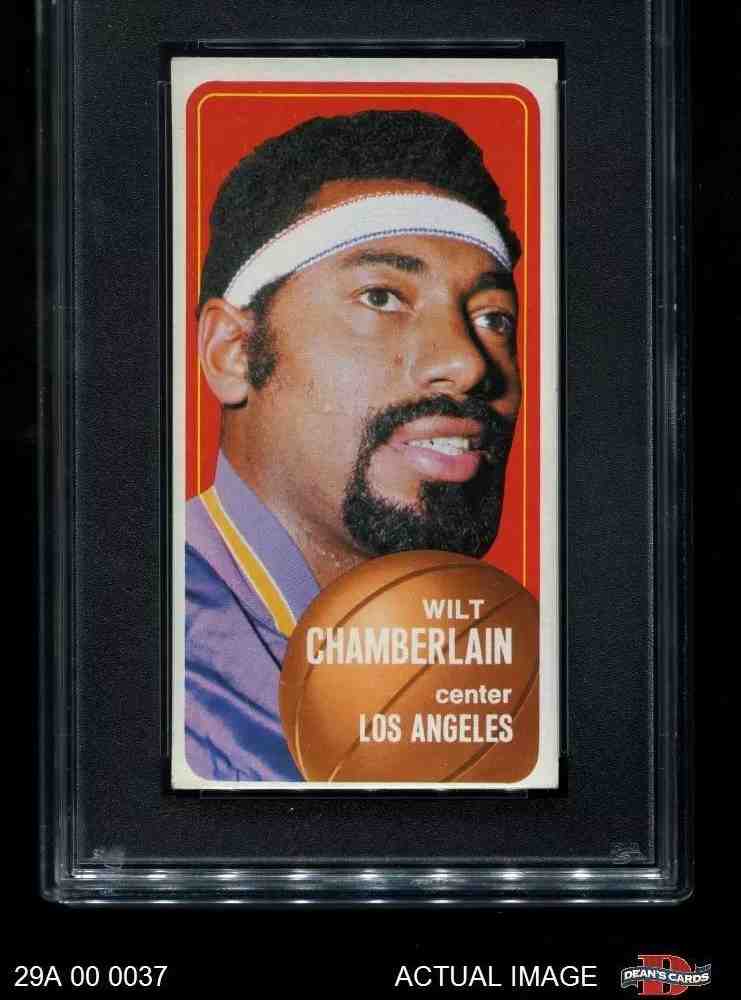 WILT
CHAMBERLAIN
center
LOS ANGELES
29A 00 0037
ACTUAL IMAGE
DEAN'S CARDS